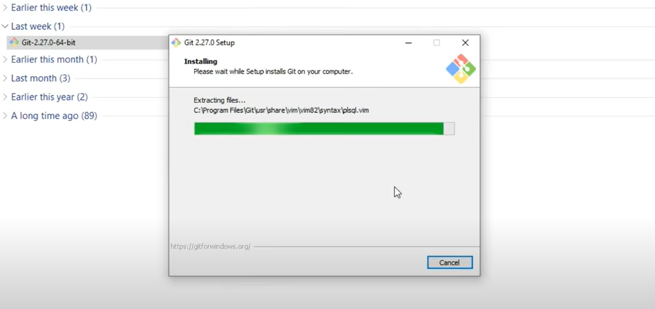 Earlier this week (1)
Last week (1)
Git-2.27.0-64-bit
Earlier this month (1)
Last month (3)
Earlier this year (2)
A long time ago (89)
Git 2.27.0 Setup
Installing
Please wait while Setup installs Git on your computer.
Extracting files...
C:\Program Files\Git\usr\share\vim\vim82\syntax\plsql.vim
https://gitforwindows.org/
Cancel